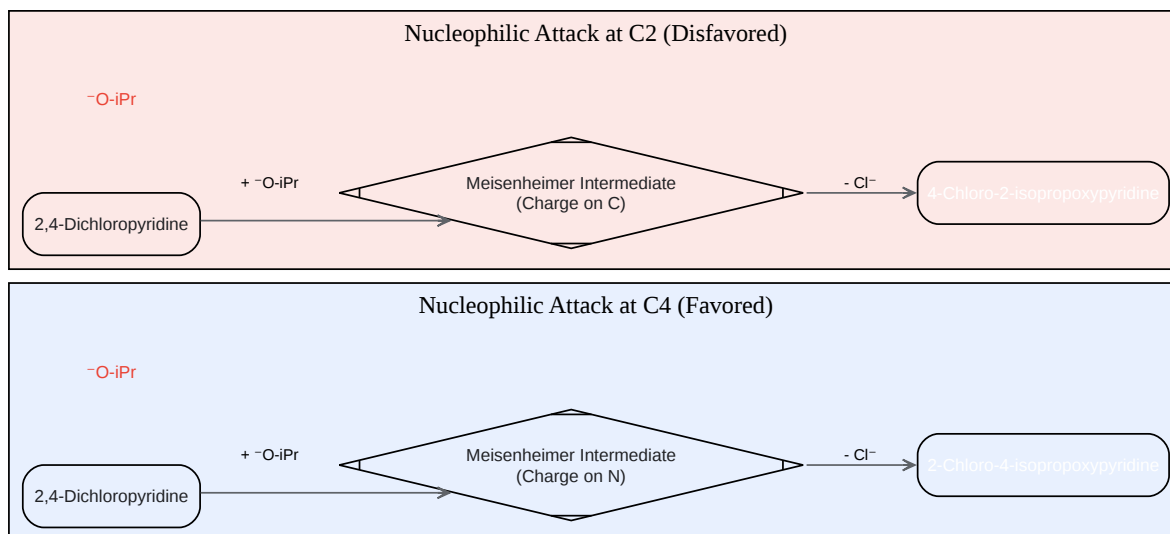 Nucleophilic Attack at C2 (Disfavored)
⁻O-iPr
+ ⁻O-iPr
Meisenheimer Intermediate
(Charge on C)
- Cl⁻
4-Chloro-2-isopropoxypyridine
2,4-Dichloropyridine
Nucleophilic Attack at C4 (Favored)
⁻O-iPr
+ ⁻O-iPr
Meisenheimer Intermediate
(Charge on N)
- Cl⁻
2-Chloro-4-isopropoxypyridine
2,4-Dichloropyridine